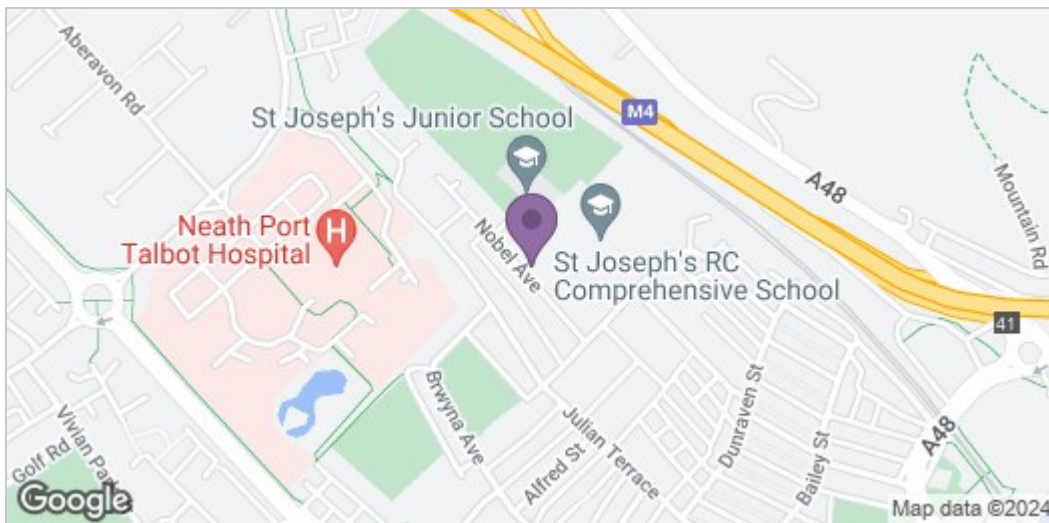 Aberavon Rd
M4
St Joseph's Junior School
A48
Mountain Rd
Neath Port
Talbot Hospital
H
Nobel Ave
St Joseph's RC
Comprehensive School
41
Brwyna Ave
Dunraven St
Julian Terrace
Vivian Park
Golf Rd
Alfred St
Bailey St
A48
Google
Map data ©2024